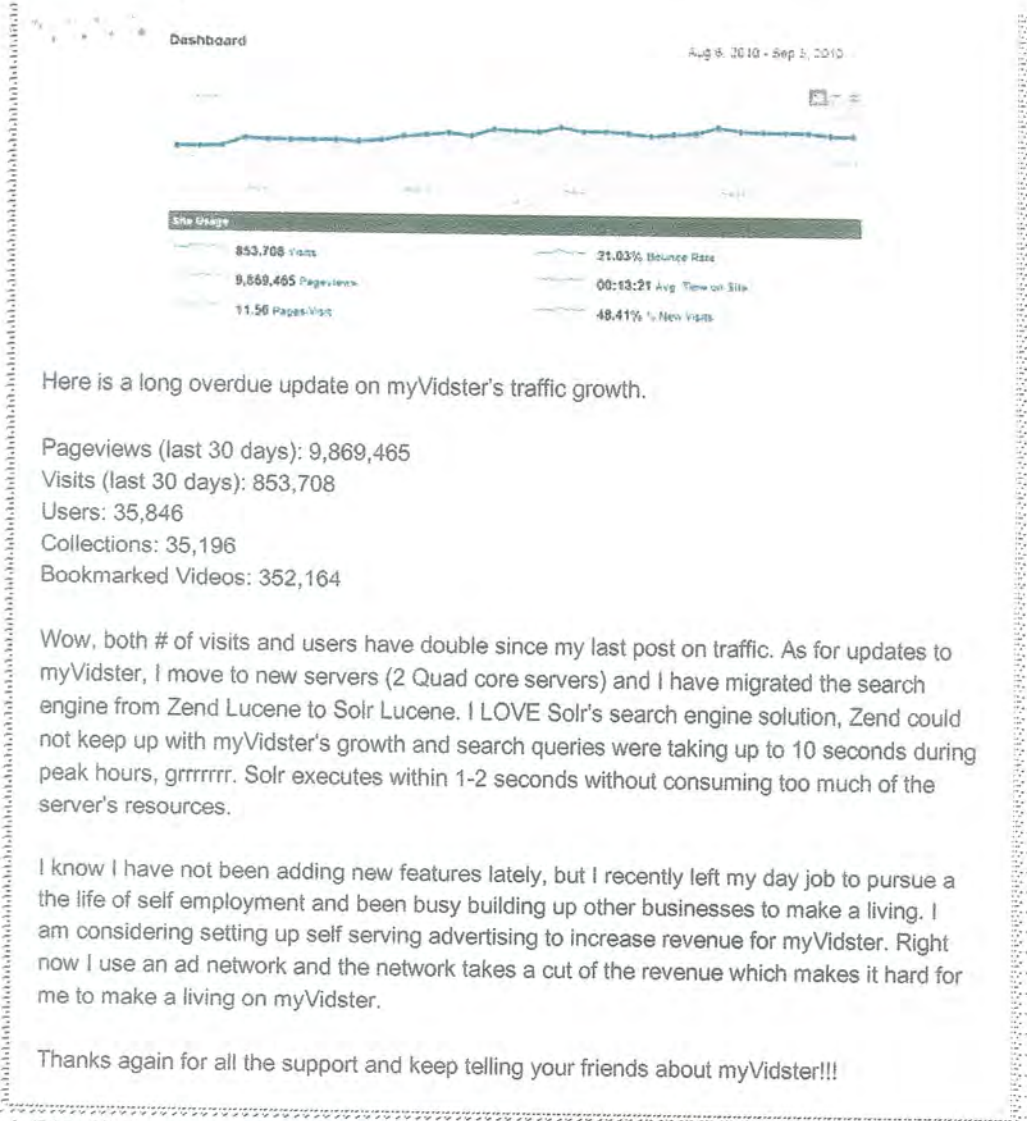 Dashboard
Aug 6, 2010 - Sep 5, 2010
Site Usage
853,708 Visits
21.03% Bounce Rate
9,869,465 Pageviews
00:13:21 Avg. Time on Site
11.56 Pages/Visit
48.41% % New Visits
Here is a long overdue update on myVidster's traffic growth.
Pageviews (last 30 days): 9,869,465
Visits (last 30 days): 853,708
Users: 35,846
Collections: 35,196
Bookmarked Videos: 352,164
Wow, both # of visits and users have double since my last post on traffic. As for updates to
myVidster, I move to new servers (2 Quad core servers) and I have migrated the search
engine from Zend Lucene to Solr Lucene. I LOVE Solr's search engine solution, Zend could
not keep up with myVidster's growth and search queries were taking up to 10 seconds during
peak hours, grrrrrrr. Solr executes within 1-2 seconds without consuming too much of the
server's resources.
I know I have not been adding new features lately, but I recently left my day job to pursue a
the life of self employment and been busy building up other businesses to make a living. I
am considering setting up self serving advertising to increase revenue for myVidster. Right
now I use an ad network and the network takes a cut of the revenue which makes it hard for
me to make a living on myVidster.
Thanks again for all the support and keep telling your friends about myVidster!!!